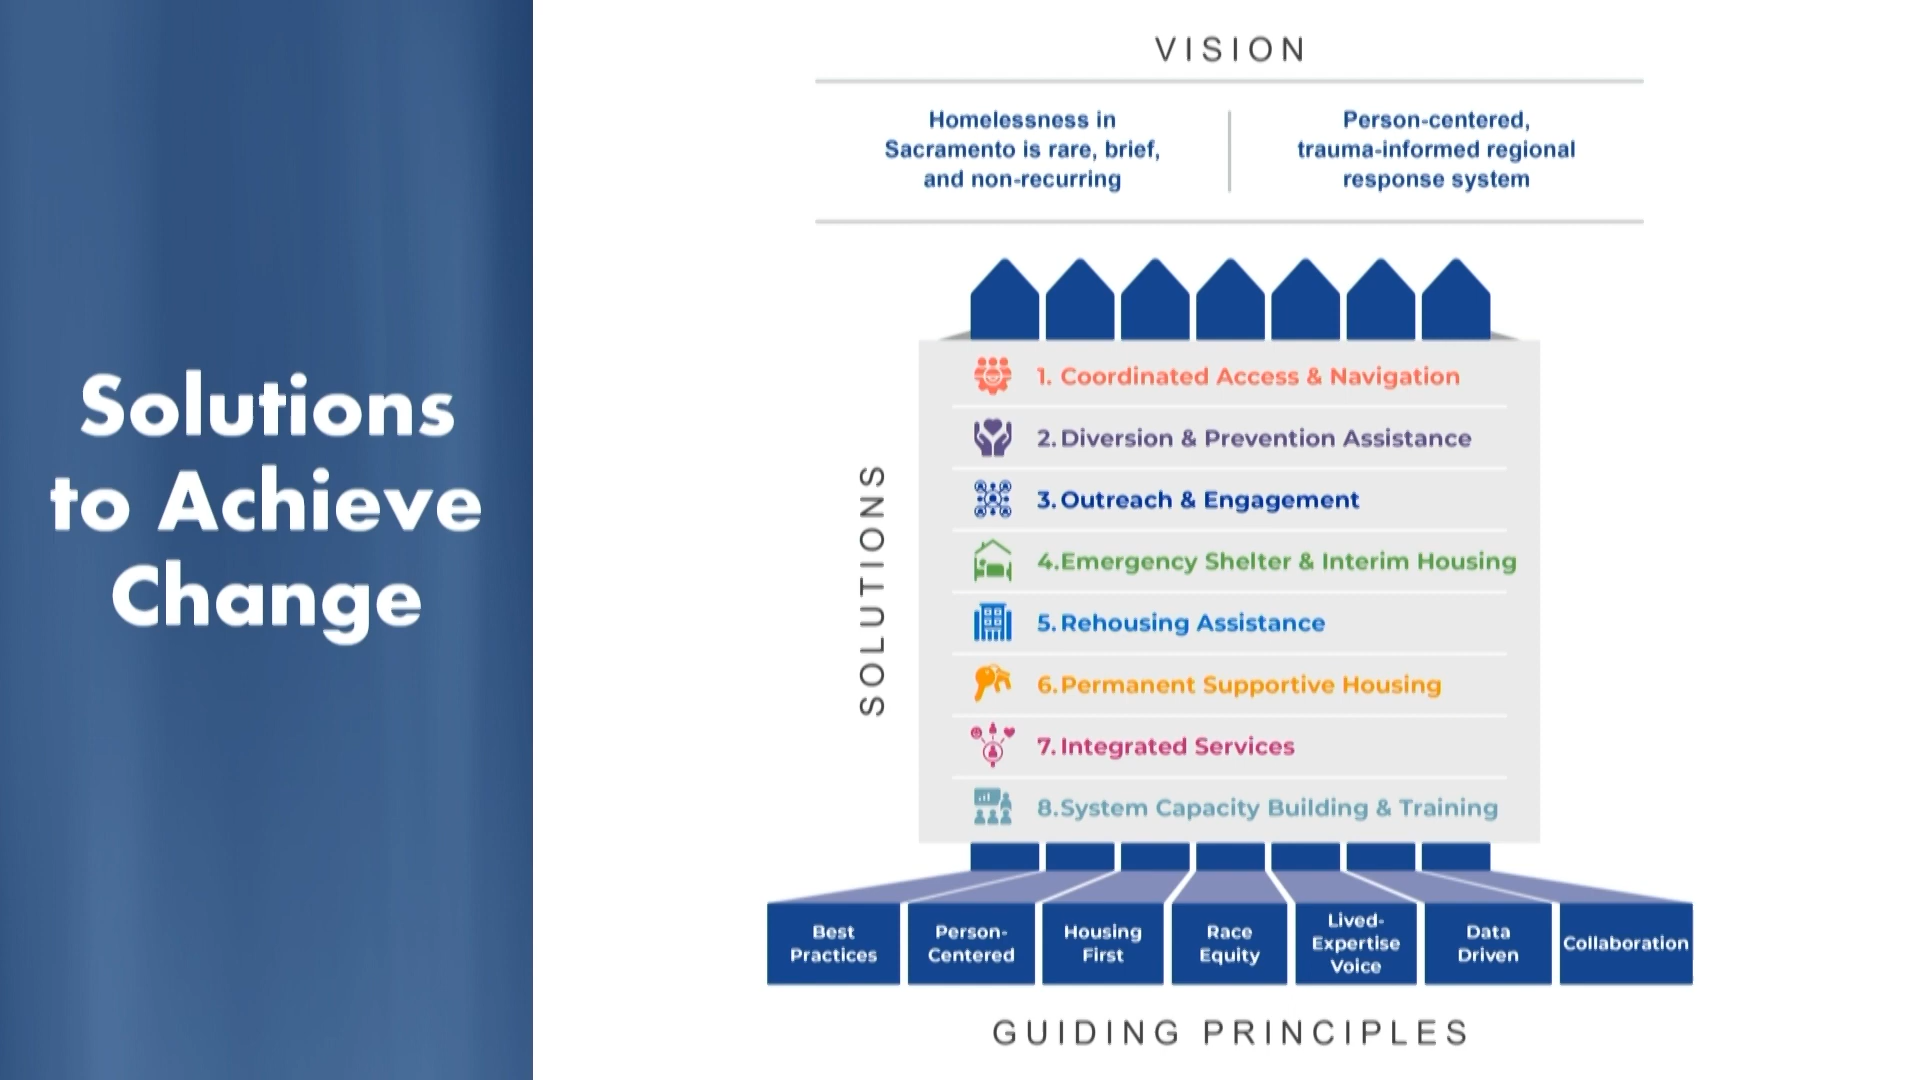 Solutions
to Achieve
Change
VISION
Homelessness in
Sacramento is rare, brief,
and non-recurring
Person-centered,
trauma-informed regional
response system
SOLUTIONS
1. Coordinated Access & Navigation
2. Diversion & Prevention Assistance
3. Outreach & Engagement
4. Emergency Shelter & Interim Housing
5. Rehousing Assistance
6. Permanent Supportive Housing
7. Integrated Services
8. System Capacity Building & Training
Best
Practices
Person-
Centered
Housing
First
Race
Equity
Lived-
Expertise
Voice
Data
Driven
Collaboration
GUIDING PRINCIPLES